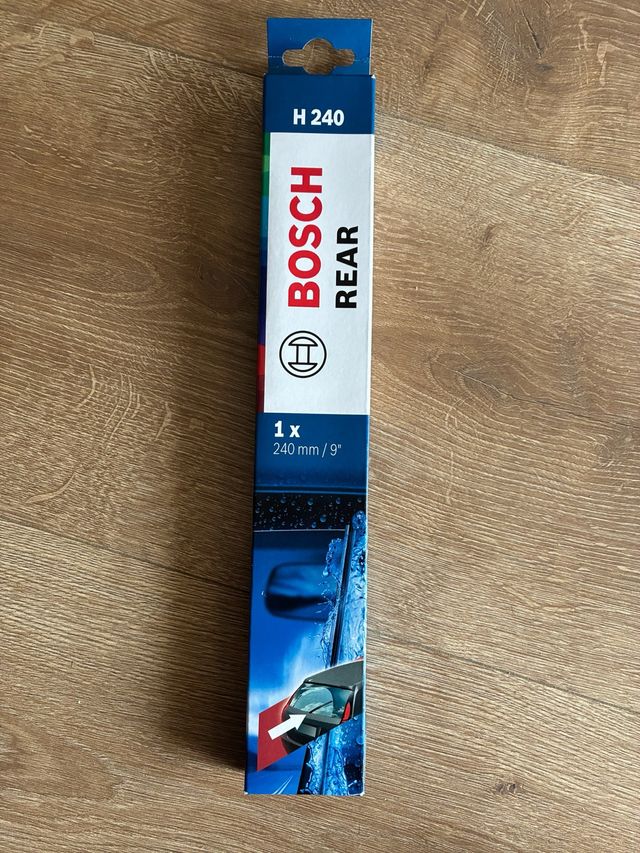 H 240
BOSCH
REAR
1 x
240 mm / 9"